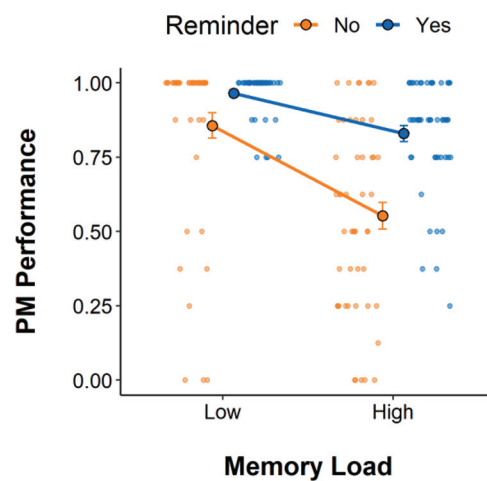 Reminder No Yes
PM Performance
1.00
0.75
0.50
0.25
0.00
Low High
Memory Load